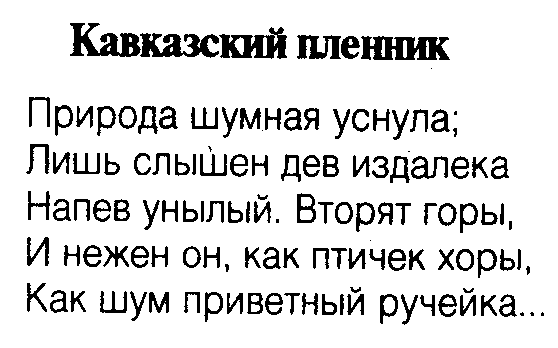 Кавказский пленник
Природа шумная уснула;
Лишь слышен дев издалека
Напев унылый. Вторят горы,
И нежен он, как птичек хоры,
Как шум приветный ручейка...